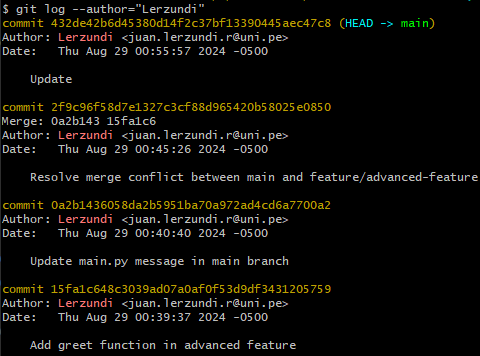 $ git log --author="Lerzundi"
commit 432de42b6d45380d14f2c37bf13390445aec47c8 (HEAD -> main)
Author: Lerzundi <juan.lerzundi.r@uni.pe>
Date:   Thu Aug 29 00:55:57 2024 -0500
Update
commit 2f9c96f58d7e1327c3cf88d965420b58025e0850
Merge: 0a2b143 15fa1c6
Author: Lerzundi <juan.lerzundi.r@uni.pe>
Date:   Thu Aug 29 00:45:26 2024 -0500
Resolve merge conflict between main and feature/advanced-feature
commit 0a2b1436058da2b5951ba70a972ad4cd6a7700a2
Author: Lerzundi <juan.lerzundi.r@uni.pe>
Date:   Thu Aug 29 00:40:40 2024 -0500
Update main.py message in main branch
commit 15fa1c648c3039ad07a0af0f53d9df3431205759
Author: Lerzundi <juan.lerzundi.r@uni.pe>
Date:   Thu Aug 29 00:39:37 2024 -0500
Add greet function in advanced feature